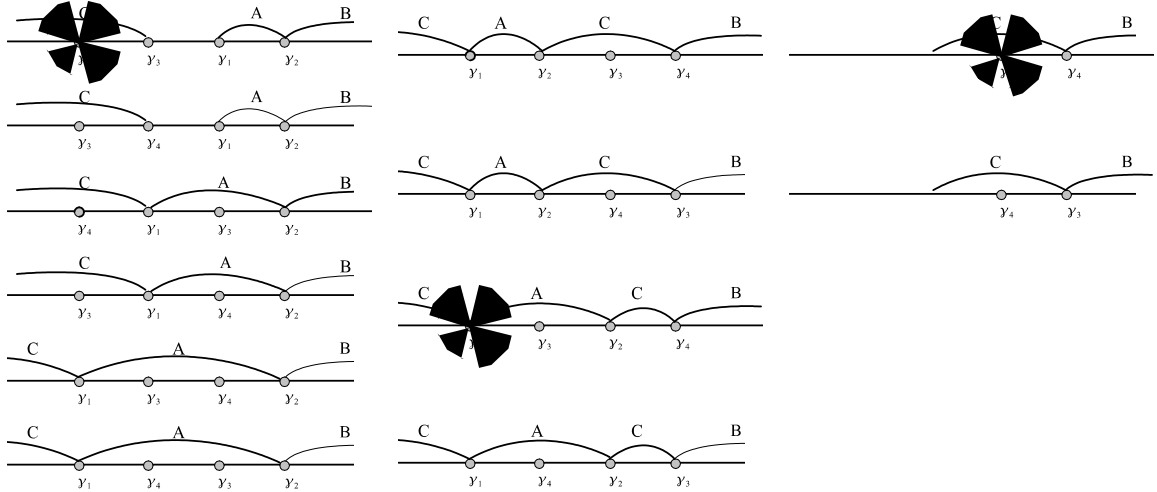 A B
γ₃ γ₁ γ₂
C A B
γ₃ γ₄ γ₁ γ₂
C A B
γ₄ γ₁ γ₃ γ₂
C A B
γ₃ γ₁ γ₄ γ₂
C A B
γ₁ γ₃ γ₄ γ₂
C A B
γ₁ γ₄ γ₃ γ₂
C A C B
γ₁ γ₂ γ₃ γ₄
C A C B
γ₁ γ₂ γ₄ γ₃
C A C B
γ₃ γ₂ γ₄
C A C B
γ₁ γ₄ γ₂ γ₃
B
γ₄
C B
γ₄ γ₃